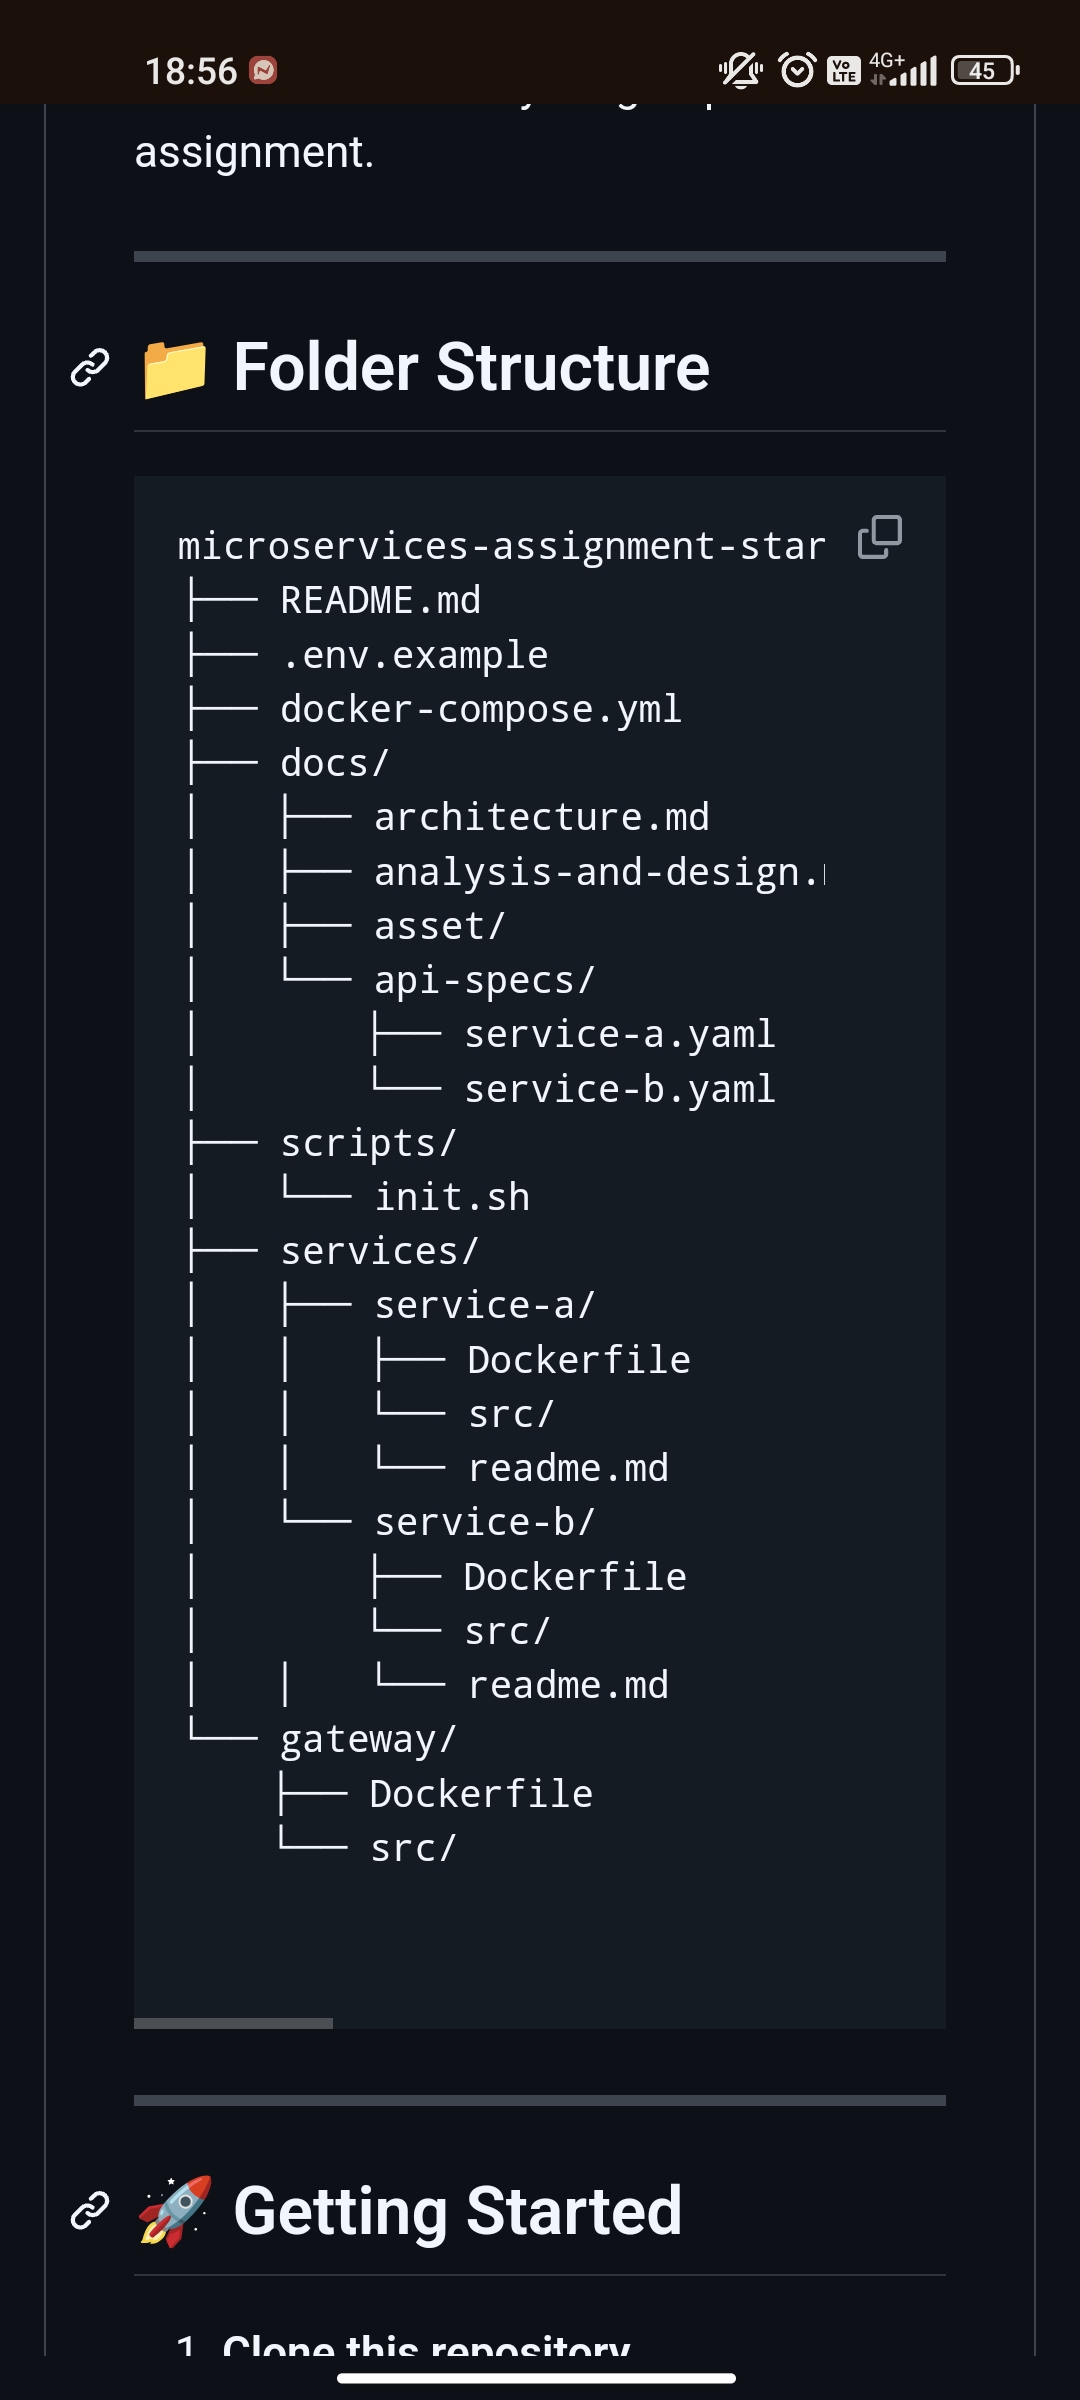 18:56
Vo LTE 4G+ 45
assignment.
📁 Folder Structure
microservices-assignment-star
├── README.md
├── .env.example
├── docker-compose.yml
├── docs/
│   ├── architecture.md
│   ├── analysis-and-design.
│   ├── asset/
│   └── api-specs/
│       ├── service-a.yaml
│       └── service-b.yaml
├── scripts/
│   └── init.sh
├── services/
│   ├── service-a/
│   │   ├── Dockerfile
│   │   └── src/
│   │   └── readme.md
│   └── service-b/
│       ├── Dockerfile
│       └── src/
│   │   └── readme.md
└── gateway/
    ├── Dockerfile
    └── src/
🚀 Getting Started
1. Clone this repository